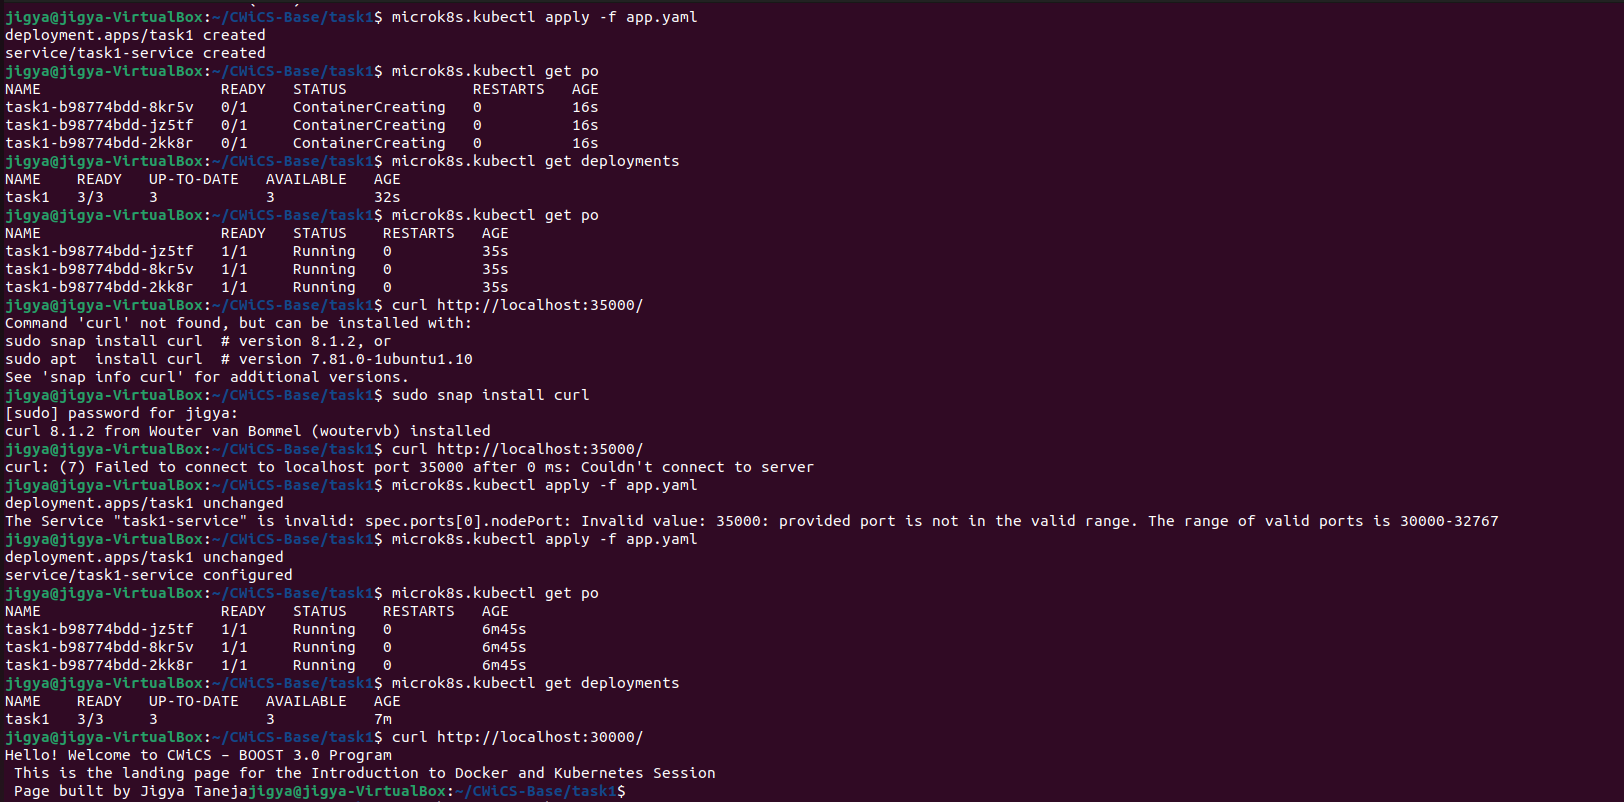 jigya@jigya-VirtualBox:~/CWiCS-Base/task1$ microk8s.kubectl apply -f app.yaml
deployment.apps/task1 created
service/task1-service created
jigya@jigya-VirtualBox:~/CWiCS-Base/task1$ microk8s.kubectl get po
NAME                    READY   STATUS              RESTARTS   AGE
task1-b98774bdd-8kr5v   0/1     ContainerCreating   0          16s
task1-b98774bdd-jz5tf   0/1     ContainerCreating   0          16s
task1-b98774bdd-2kk8r   0/1     ContainerCreating   0          16s
jigya@jigya-VirtualBox:~/CWiCS-Base/task1$ microk8s.kubectl get deployments
NAME    READY   UP-TO-DATE   AVAILABLE   AGE
task1   3/3     3            3           32s
jigya@jigya-VirtualBox:~/CWiCS-Base/task1$ microk8s.kubectl get po
NAME                    READY   STATUS    RESTARTS   AGE
task1-b98774bdd-jz5tf   1/1     Running   0          35s
task1-b98774bdd-8kr5v   1/1     Running   0          35s
task1-b98774bdd-2kk8r   1/1     Running   0          35s
jigya@jigya-VirtualBox:~/CWiCS-Base/task1$ curl http://localhost:35000/
Command 'curl' not found, but can be installed with:
sudo snap install curl  # version 8.1.2, or
sudo apt  install curl  # version 7.81.0-1ubuntu1.10
See 'snap info curl' for additional versions.
jigya@jigya-VirtualBox:~/CWiCS-Base/task1$ sudo snap install curl
[sudo] password for jigya:
curl 8.1.2 from Wouter van Bommel (woutervb) installed
jigya@jigya-VirtualBox:~/CWiCS-Base/task1$ curl http://localhost:35000/
curl: (7) Failed to connect to localhost port 35000 after 0 ms: Couldn't connect to server
jigya@jigya-VirtualBox:~/CWiCS-Base/task1$ microk8s.kubectl apply -f app.yaml
deployment.apps/task1 unchanged
The Service "task1-service" is invalid: spec.ports[0].nodePort: Invalid value: 35000: provided port is not in the valid range. The range of valid ports is 30000-32767
jigya@jigya-VirtualBox:~/CWiCS-Base/task1$ microk8s.kubectl apply -f app.yaml
deployment.apps/task1 unchanged
service/task1-service configured
jigya@jigya-VirtualBox:~/CWiCS-Base/task1$ microk8s.kubectl get po
NAME                    READY   STATUS    RESTARTS   AGE
task1-b98774bdd-jz5tf   1/1     Running   0          6m45s
task1-b98774bdd-8kr5v   1/1     Running   0          6m45s
task1-b98774bdd-2kk8r   1/1     Running   0          6m45s
jigya@jigya-VirtualBox:~/CWiCS-Base/task1$ microk8s.kubectl get deployments
NAME    READY   UP-TO-DATE   AVAILABLE   AGE
task1   3/3     3            3           7m
jigya@jigya-VirtualBox:~/CWiCS-Base/task1$ curl http://localhost:30000/
Hello! Welcome to CWiCS – BOOST 3.0 Program
 This is the landing page for the Introduction to Docker and Kubernetes Session
 Page built by Jigya Tanejajigya@jigya-VirtualBox:~/CWiCS-Base/task1$